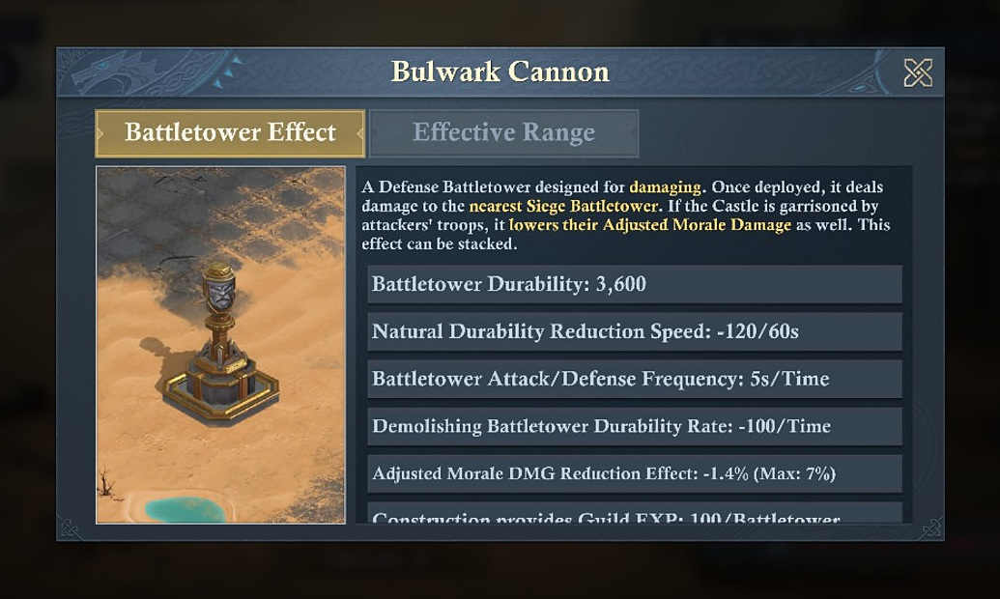 Bulwark Cannon
Battletower Effect
Effective Range
A Defense Battletower designed for damaging. Once deployed, it deals
damage to the nearest Siege Battletower. If the Castle is garrisoned by
attackers' troops, it lowers their Adjusted Morale Damage as well. This
effect can be stacked.
Battletower Durability: 3,600
Natural Durability Reduction Speed: -120/60s
Battletower Attack/Defense Frequency: 5s/Time
Demolishing Battletower Durability Rate: -100/Time
Adjusted Morale DMG Reduction Effect: -1.4% (Max: 7%)
Construction provides Guild EXP: 100/Battletower